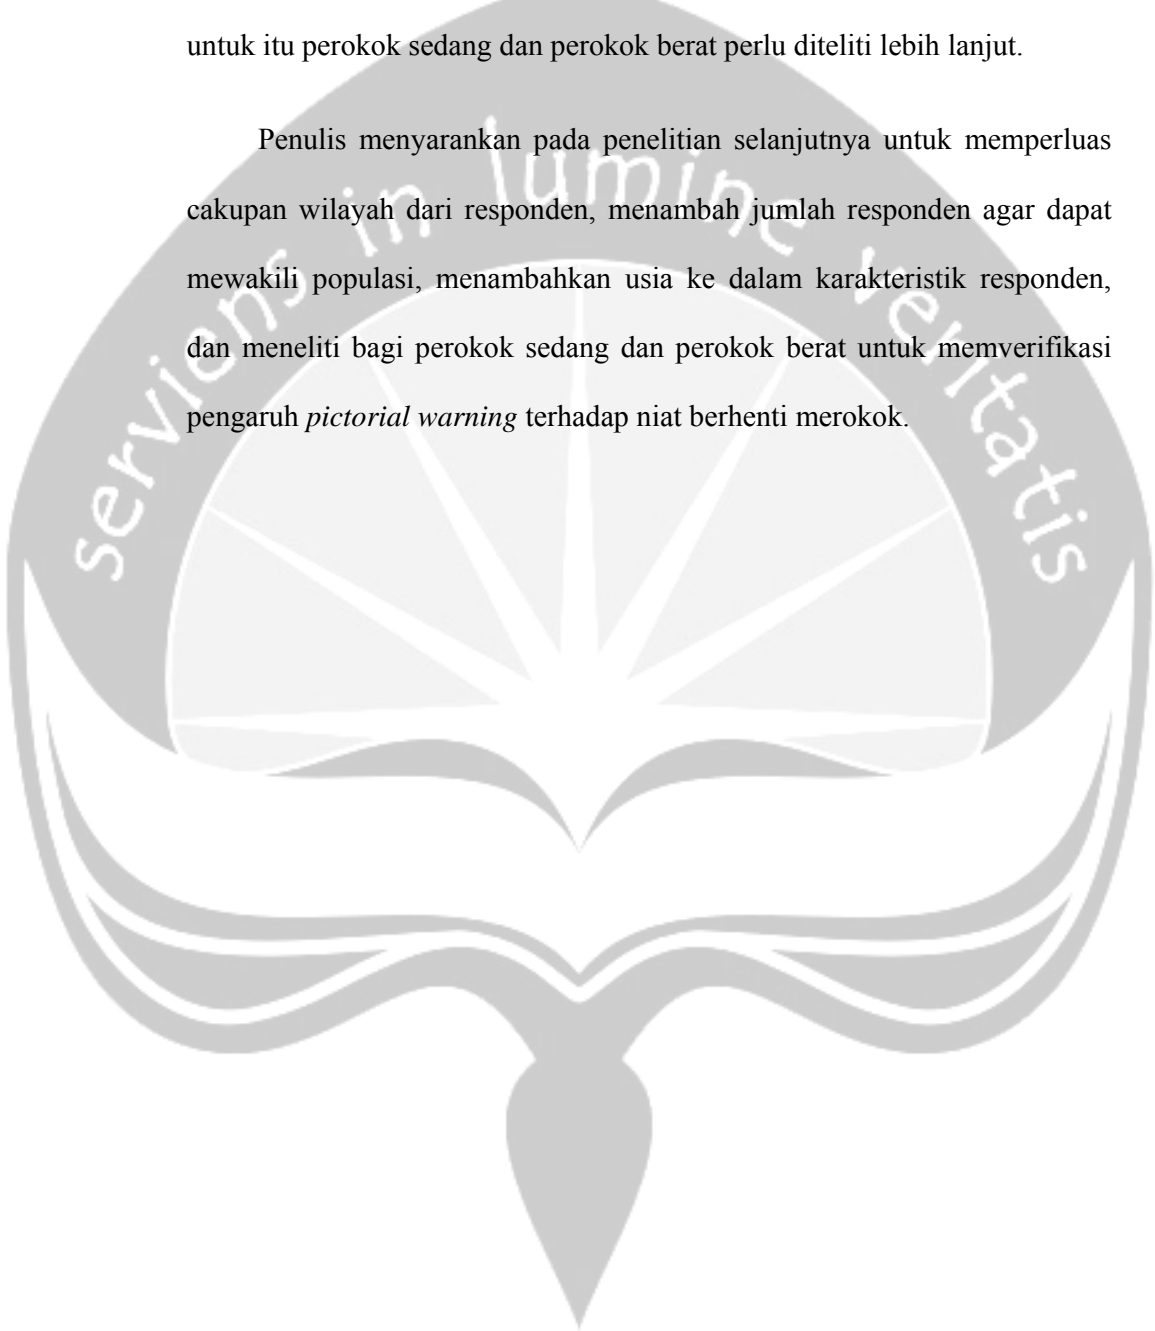 untuk itu perokok sedang dan perokok berat perlu diteliti lebih lanjut.
Penulis menyarankan pada penelitian selanjutnya untuk memperluas
cakupan wilayah dari responden, menambah jumlah responden agar dapat
mewakili populasi, menambahkan usia ke dalam karakteristik responden,
dan meneliti bagi perokok sedang dan perokok berat untuk memverifikasi
pengaruh pictorial warning terhadap niat berhenti merokok.
serviens in lumine veritatis